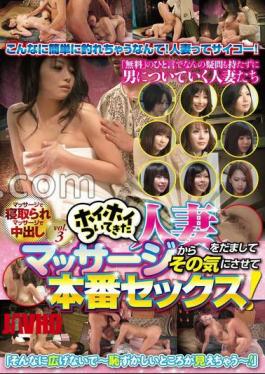 こんなに簡単に釣れちゃうなんて!人妻ってサイコー!
「無料」のひと言でなんの疑問も持たずに
男についていく人妻たち
.com
マッサージで
寝取られ
マッサージで
中出し
vol.3
ホイホイ
ついてきた
人妻をだまして
マッサージから
その気にさせて
本番セックス!
「そんなに広げないで〜恥ずかしいところが見えちゃう〜」